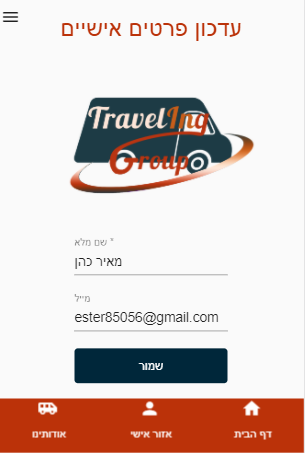 עדכון פרטים אישיים
TravelIng
Group
שם מלא *
מאיר כהן
מייל
ester85056@gmail.com
שמור
דף הבית
אזור אישי
אודותינו